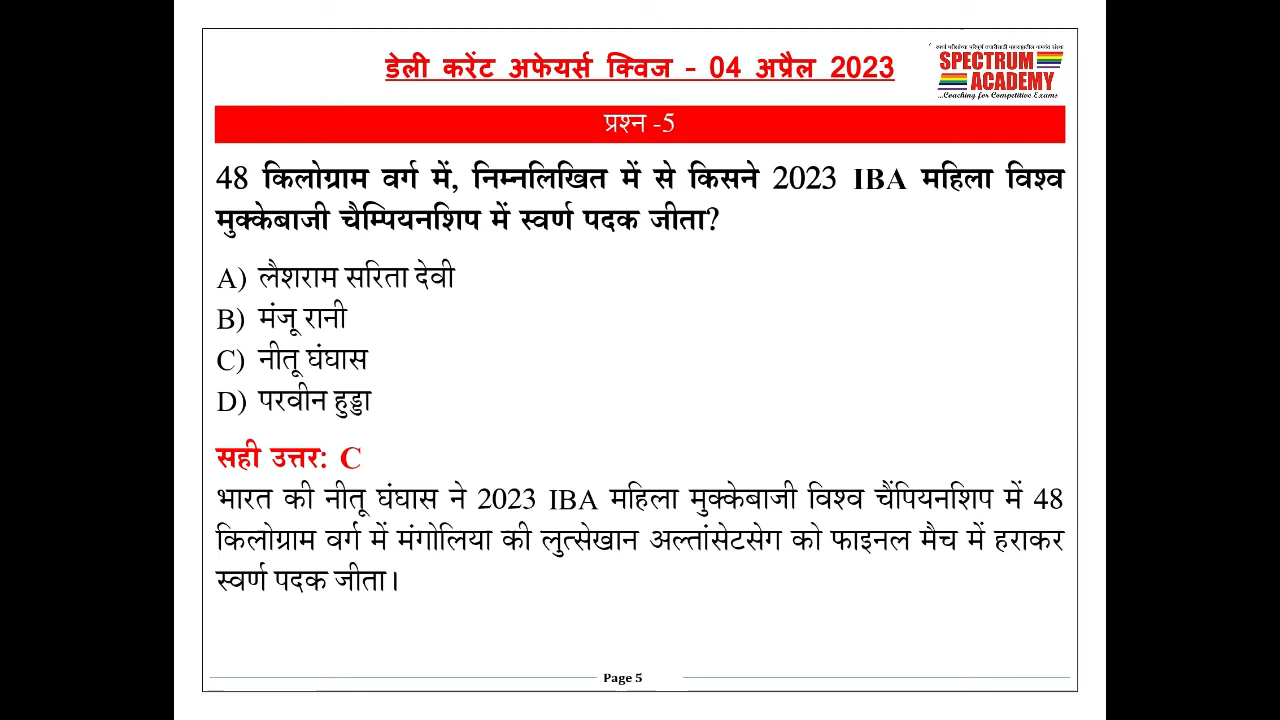 डेली करेंट अफेयर्स क्विज - 04 अप्रैल 2023
SPECTRUM
ACADEMY
...Coaching for Competitive Exams
प्रश्न -5
48 किलोग्राम वर्ग में, निम्नलिखित में से किसने 2023 IBA महिला विश्व
मुक्केबाजी चैम्पियनशिप में स्वर्ण पदक जीता?
A) लैशराम सरिता देवी
B) मंजू रानी
C) नीतू घंघास
D) परवीन हुड्डा
सही उत्तर: C
भारत की नीतू घंघास ने 2023 IBA महिला मुक्केबाजी विश्व चैंपियनशिप में 48
किलोग्राम वर्ग में मंगोलिया की लुत्सेखान अल्तांसेटसेग को फाइनल मैच में हराकर
स्वर्ण पदक जीता।
Page 5